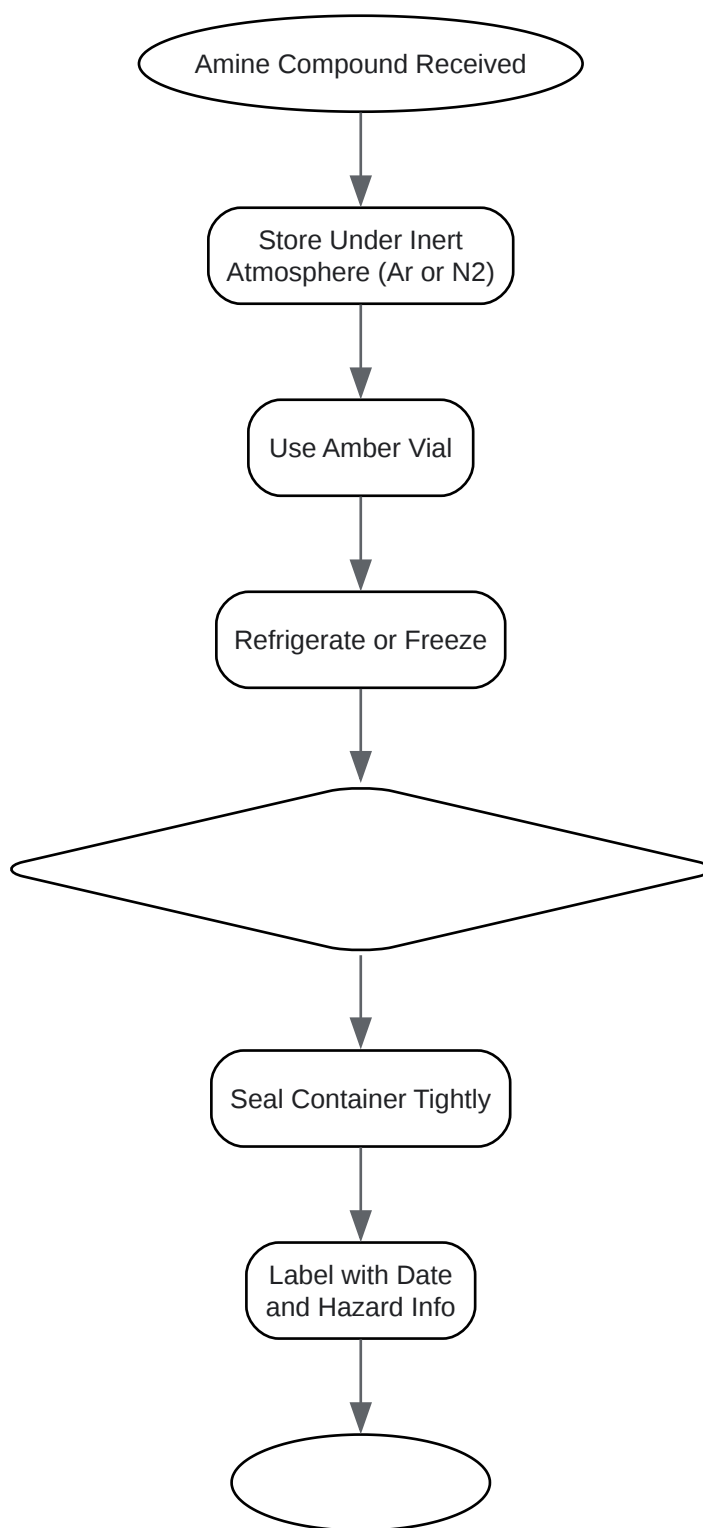 Amine Compound Received
Store Under Inert
Atmosphere (Ar or N2)
Use Amber Vial
Refrigerate or Freeze
Seal Container Tightly
Label with Date
and Hazard Info